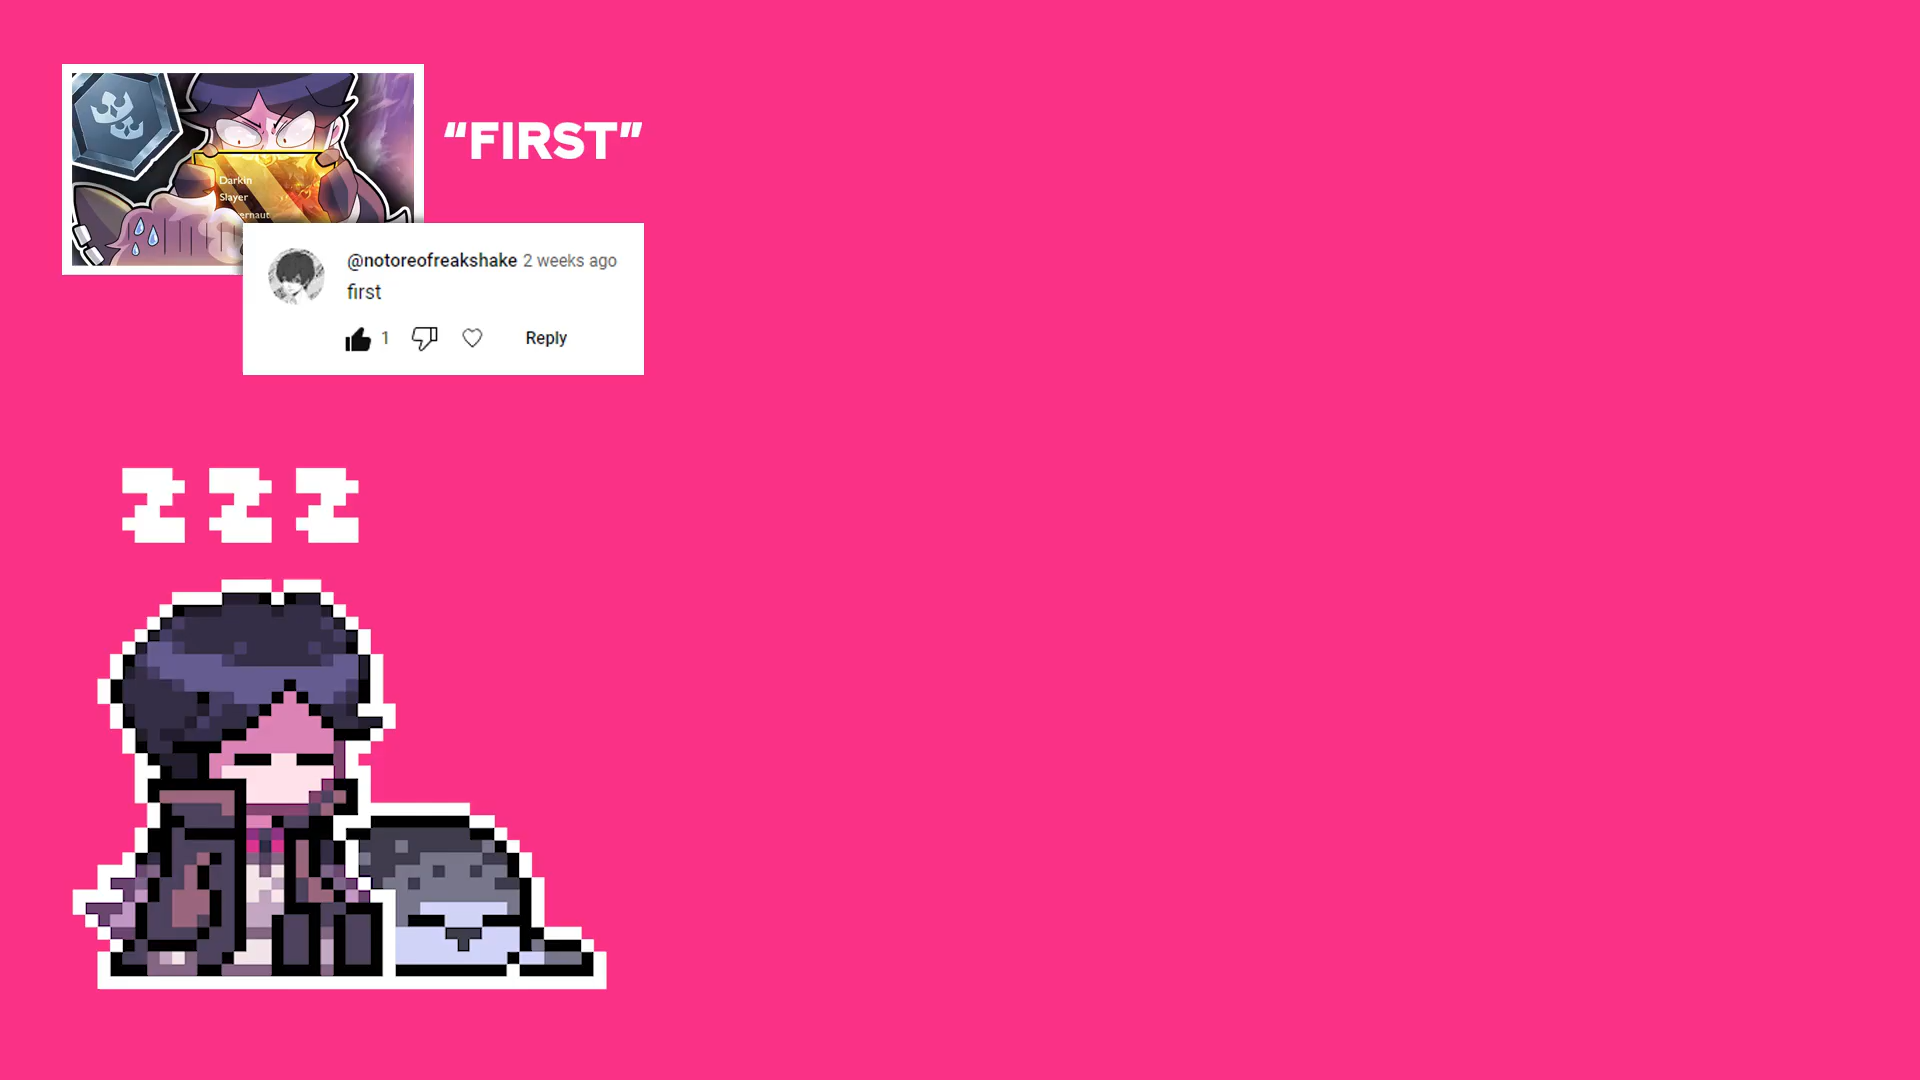 “FIRST”
Darkin
Slayer
@notoreofreakshake 2 weeks ago
first
1 Reply
Z Z Z